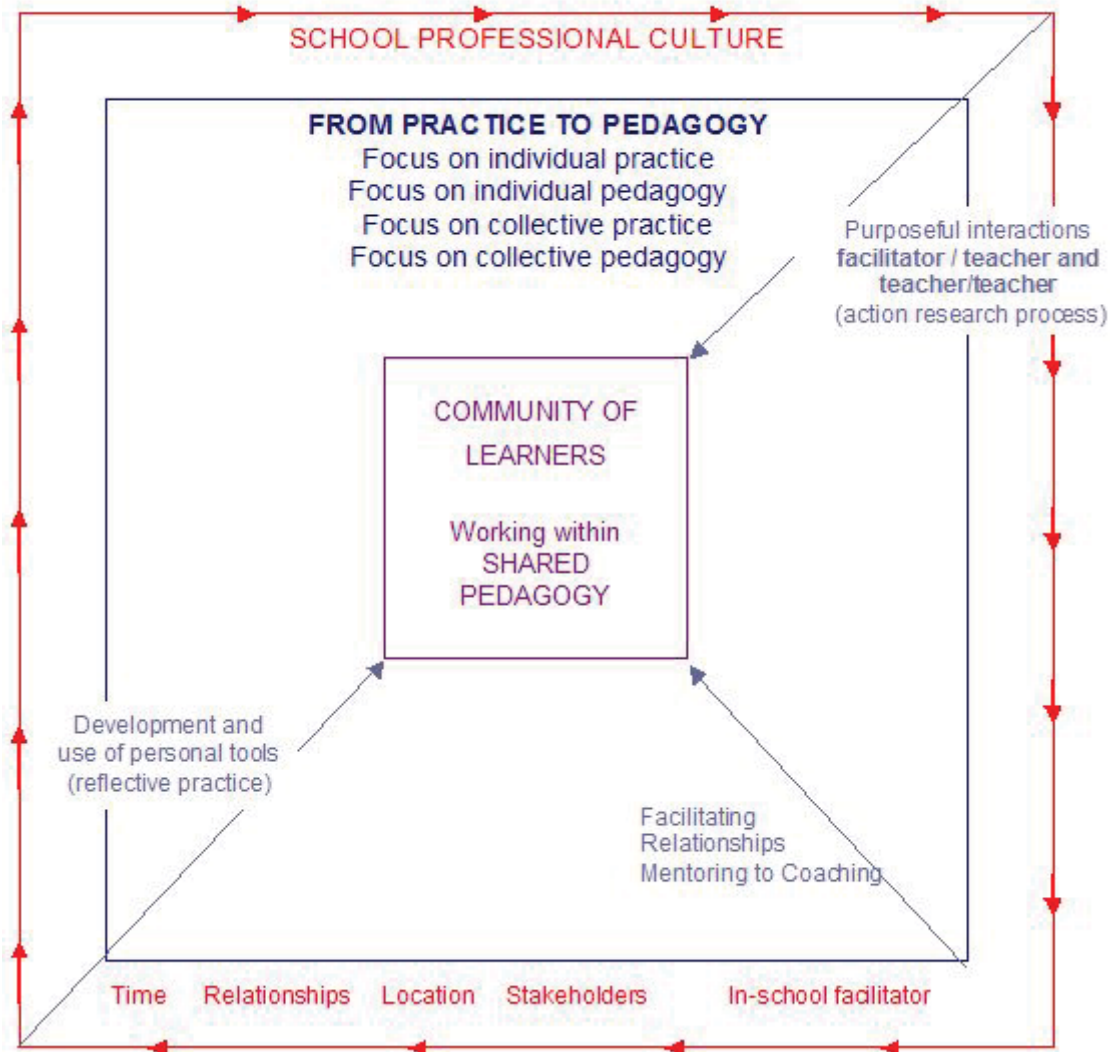 SCHOOL PROFESSIONAL CULTURE
FROM PRACTICE TO PEDAGOGY
Focus on individual practice
Focus on individual pedagogy
Focus on collective practice
Focus on collective pedagogy
Purposeful interactions
facilitator / teacher and
teacher/teacher
(action research process)
COMMUNITY OF
LEARNERS
Working within
SHARED
PEDAGOGY
Development and
use of personal tools
(reflective practice)
Facilitating
Relationships
Mentoring to Coaching
Time Relationships Location Stakeholders In-school facilitator